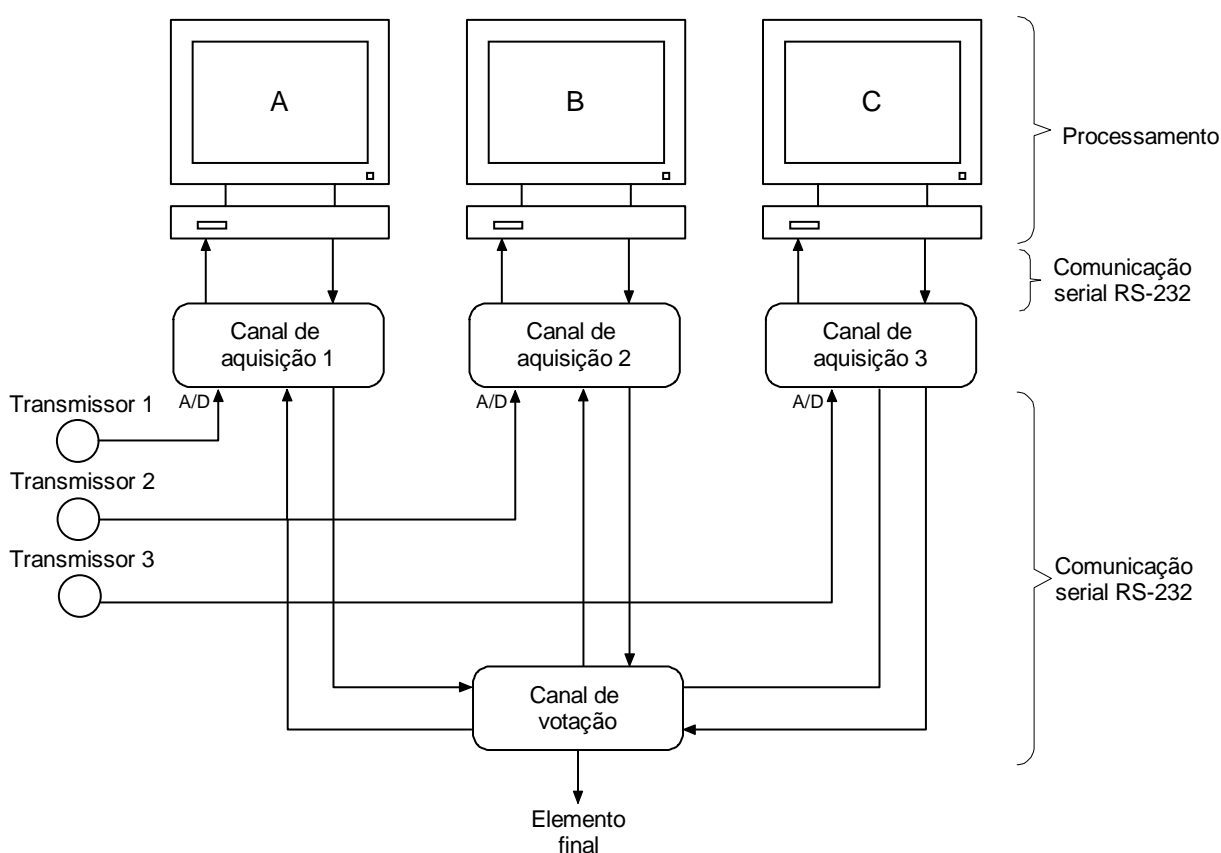 A
B
C
Processamento
Comunicação
serial RS-232
Canal de
aquisição 1
Canal de
aquisição 2
Canal de
aquisição 3
A/D
A/D
A/D
Transmissor 1
Transmissor 2
Transmissor 3
Comunicação
serial RS-232
Canal de
votação
Elemento
final